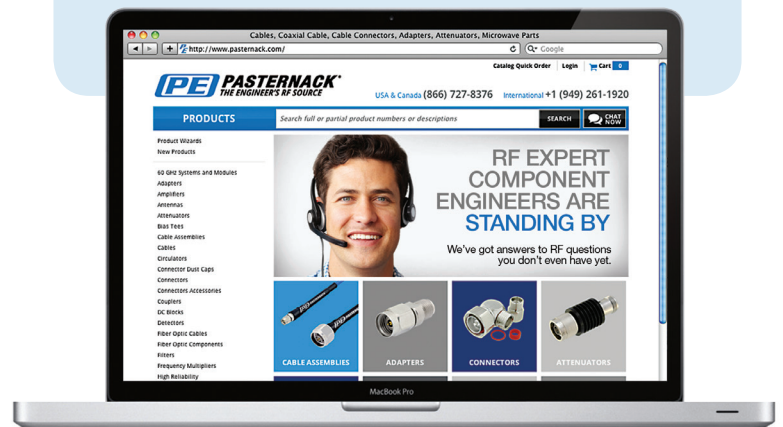 Cables, Coaxial Cable, Cable Connectors, Adapters, Attenuators, Microwave Parts
http://www.pasternack.com/
Google
Catalog Quick Order Login Cart 0
PE PASTERNACK®
THE ENGINEER'S RF SOURCE
USA & Canada (866) 727-8376 International +1 (949) 261-1920
PRODUCTS
Search full or partial product numbers or descriptions
SEARCH
CHAT
NOW
Product Wizards
New Products
60 GHz Systems and Modules
Adapters
Amplifiers
Antennas
Attenuators
Bias Tees
Cable Assemblies
Cables
Circulators
Connector Dust Caps
Connectors
Connectors Accessories
Couplers
DC Blocks
Detectors
Fiber Optic Cables
Fiber Optic Components
Filters
Frequency Multipliers
High Reliability
RF EXPERT
COMPONENT
ENGINEERS ARE
STANDING BY
We've got answers to RF questions
you don't even have yet.
CABLE ASSEMBLIES
ADAPTERS
CONNECTORS
ATTENUATORS
MacBook Pro